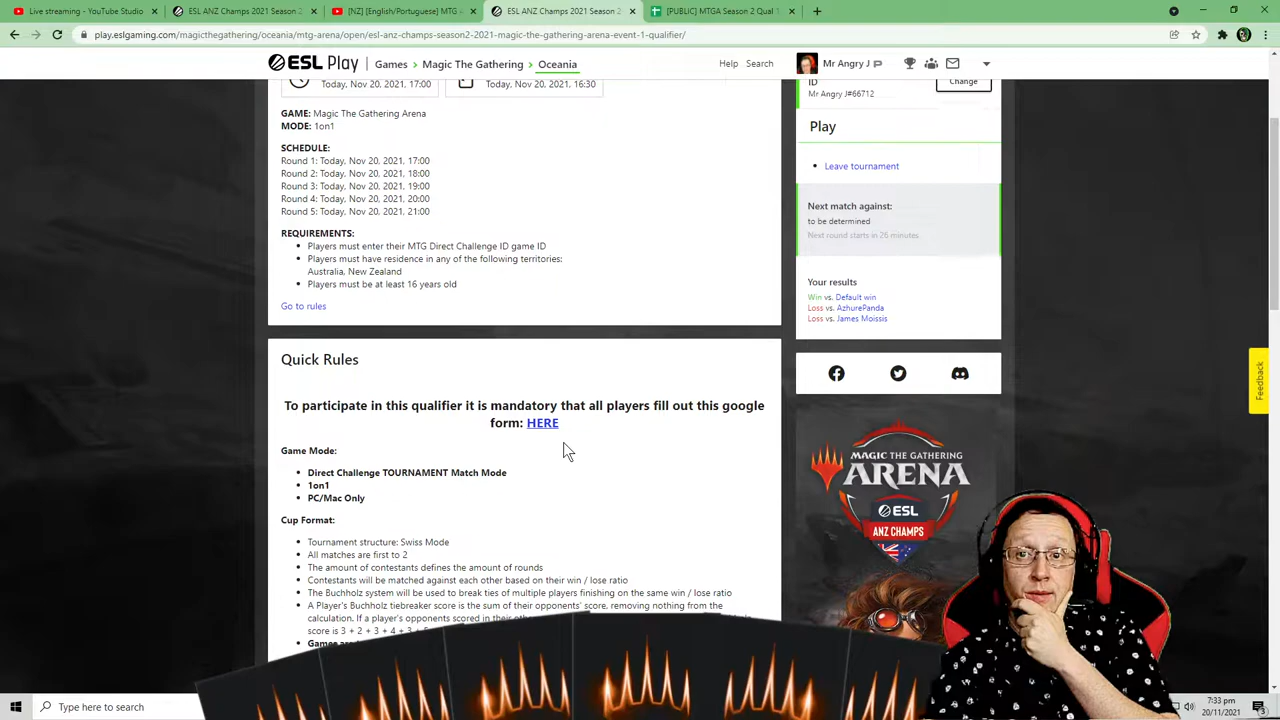 Live streaming - YouTube Studio
ESL ANZ Champs 2021 Season 2
[NZ] [English/Portuguese] MTG
ESL ANZ Champs 2021 Season 2
[PUBLIC] MTGA Season 2 Qual 1
play.eslgaming.com/magicthegathering/oceania/mtg-arena/open/esl-anz-champs-season2-2021-magic-the-gathering-arena-event-1-qualifier/
ESL Play
Games
Magic The Gathering
Oceania
Help
Search
Mr Angry J
Today, Nov 20, 2021, 17:00
Today, Nov 20, 2021, 16:30
GAME: Magic The Gathering Arena
MODE: 1on1
SCHEDULE:
Round 1: Today, Nov 20, 2021, 17:00
Round 2: Today, Nov 20, 2021, 18:00
Round 3: Today, Nov 20, 2021, 19:00
Round 4: Today, Nov 20, 2021, 20:00
Round 5: Today, Nov 20, 2021, 21:00
REQUIREMENTS:
Players must enter their MTG Direct Challenge ID game ID
Players must have residence in any of the following territories:
Australia, New Zealand
Players must be at least 16 years old
Go to rules
Quick Rules
To participate in this qualifier it is mandatory that all players fill out this google
form: HERE
Game Mode:
Direct Challenge TOURNAMENT Match Mode
1on1
PC/Mac Only
Cup Format:
Tournament structure: Swiss Mode
All matches are first to 2
The amount of contestants defines the amount of rounds
Contestants will be matched against each other based on their win / lose ratio
The Buchholz system will be used to break ties of multiple players finishing on the same win / lose ratio
A Player's Buchholz tiebreaker score is the sum of their opponents' score, removing nothing from the
calculation. If a player's opponents scored in their
score is 3 + 2 + 3 + 4 + 3 +
ID
Mr Angry J#66712
Change
Play
Leave tournament
Next match against:
to be determined
Next round starts in 26 minutes.
Your results
Win vs. Default win
Loss vs. AzhurePanda
Loss vs. James Moissis
Feedback
MAGIC THE GATHERING
ARENA
ESL
ANZ CHAMPS
Type here to search
7:33 pm
20/11/2021
3